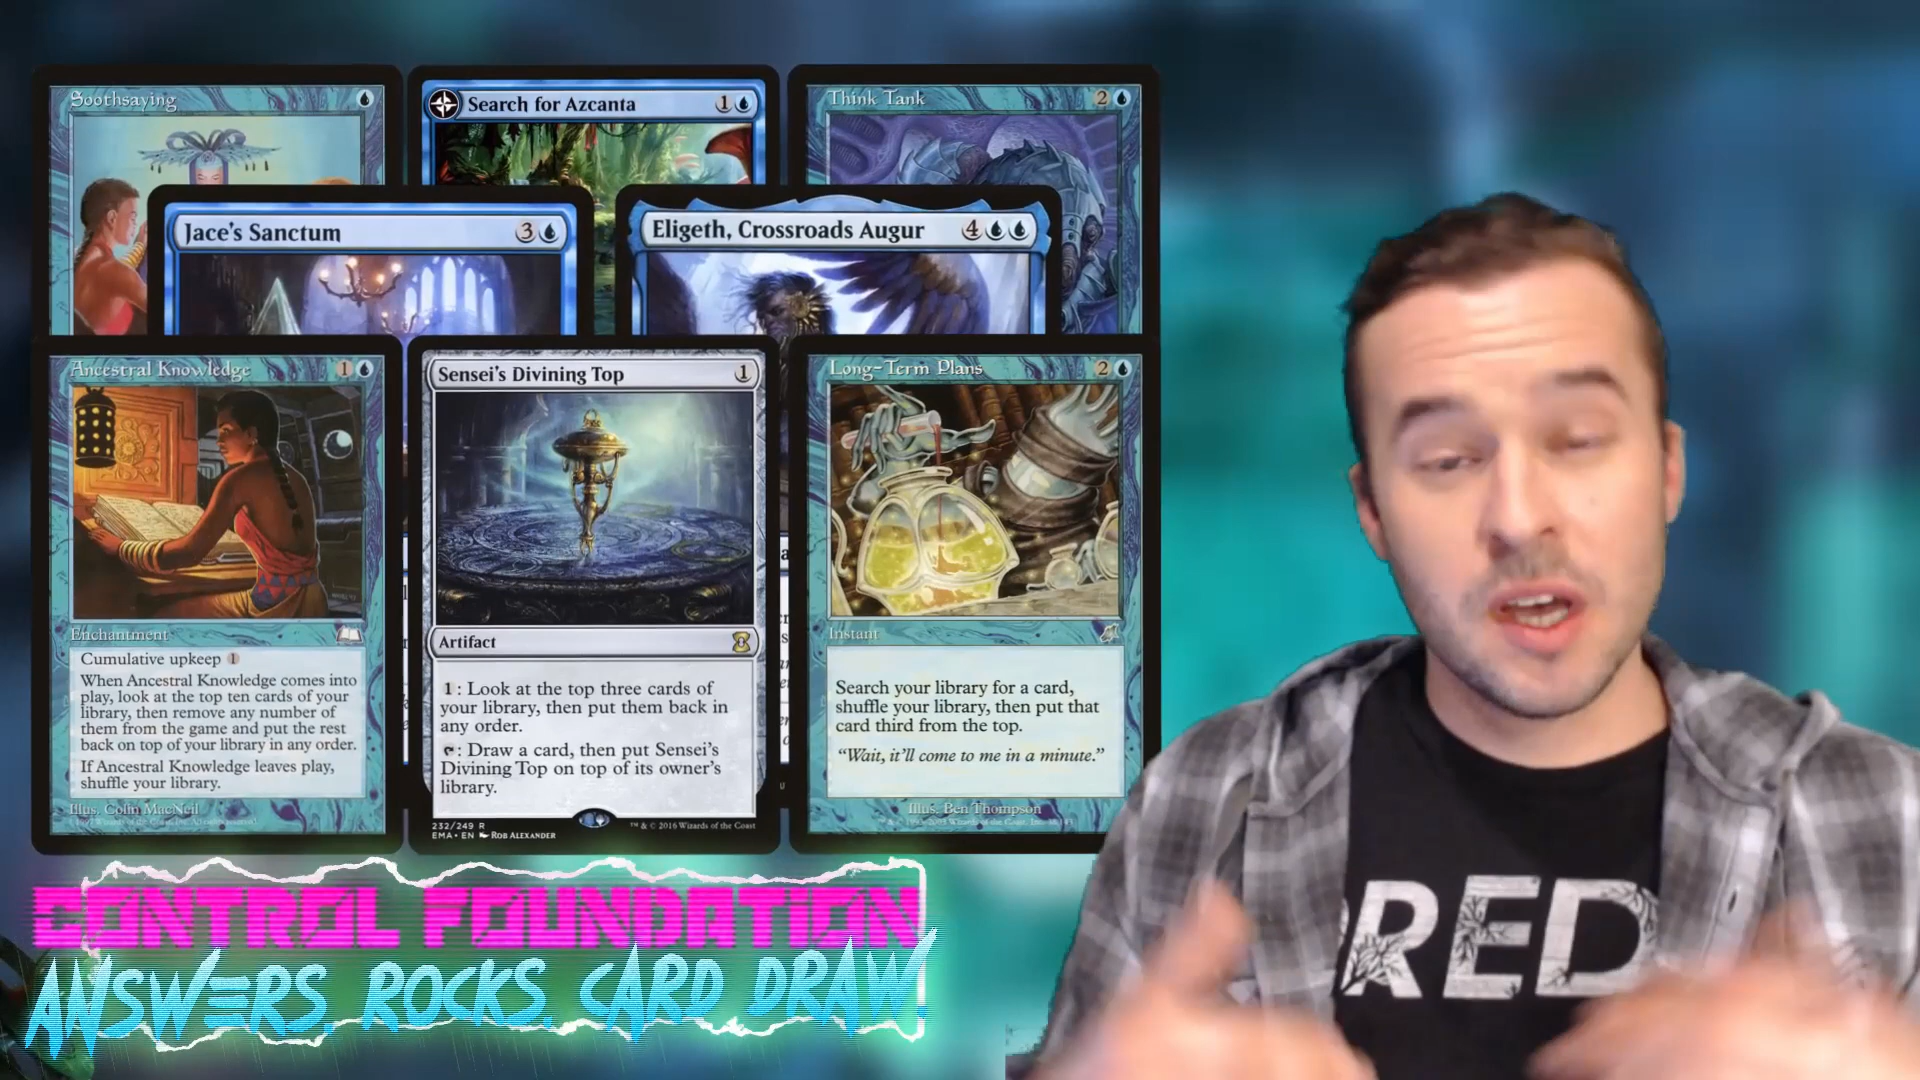 Soothsaying
Search for Azcanta 1
Think Tank 2
Jace's Sanctum 3
Eligeth, Crossroads Augur 4
Ancestral Knowledge 1
Enchantment
Cumulative upkeep 1
When Ancestral Knowledge comes into
play, look at the top ten cards of your
library, then remove any number of
them from the game and put the rest
back on top of your library in any order.
If Ancestral Knowledge leaves play,
shuffle your library.
Illus. Colin MacNeil
Sensei's Divining Top 1
Artifact
1: Look at the top three cards of
your library, then put them back in
any order.
: Draw a card, then put Sensei's
Divining Top on top of its owner's
library.
232/249 R
EMA • EN Rob Alexander
™ & © 2016 Wizards of the Coast
Long-Term Plans 2
Instant
Search your library for a card,
shuffle your library, then put that
card third from the top.
“Wait, it'll come to me in a minute.”
Illus. Ben Thompson
CONTROL FOUNDATION
ANSWERS. ROCKS. CARD DRAW.
RED